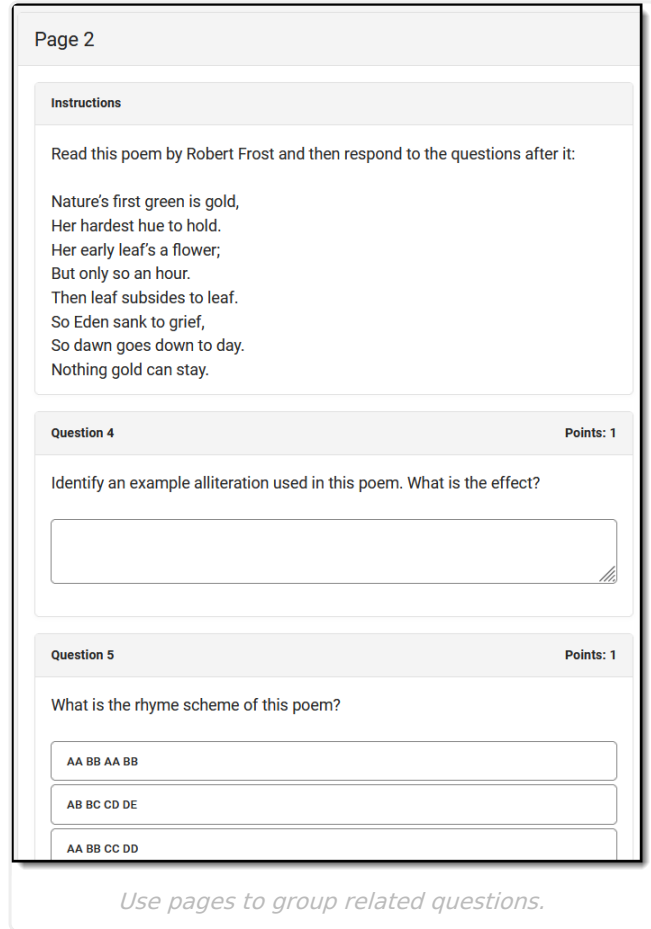 Page 2
Instructions
Read this poem by Robert Frost and then respond to the questions after it:
Nature’s first green is gold,
Her hardest hue to hold.
Her early leaf’s a flower;
But only so an hour.
Then leaf subsides to leaf.
So Eden sank to grief,
So dawn goes down to day.
Nothing gold can stay.
Question 4 Points: 1
Identify an example alliteration used in this poem. What is the effect?
Question 5 Points: 1
What is the rhyme scheme of this poem?
AA BB AA BB
AB BC CD DE
AA BB CC DD
Use pages to group related questions.